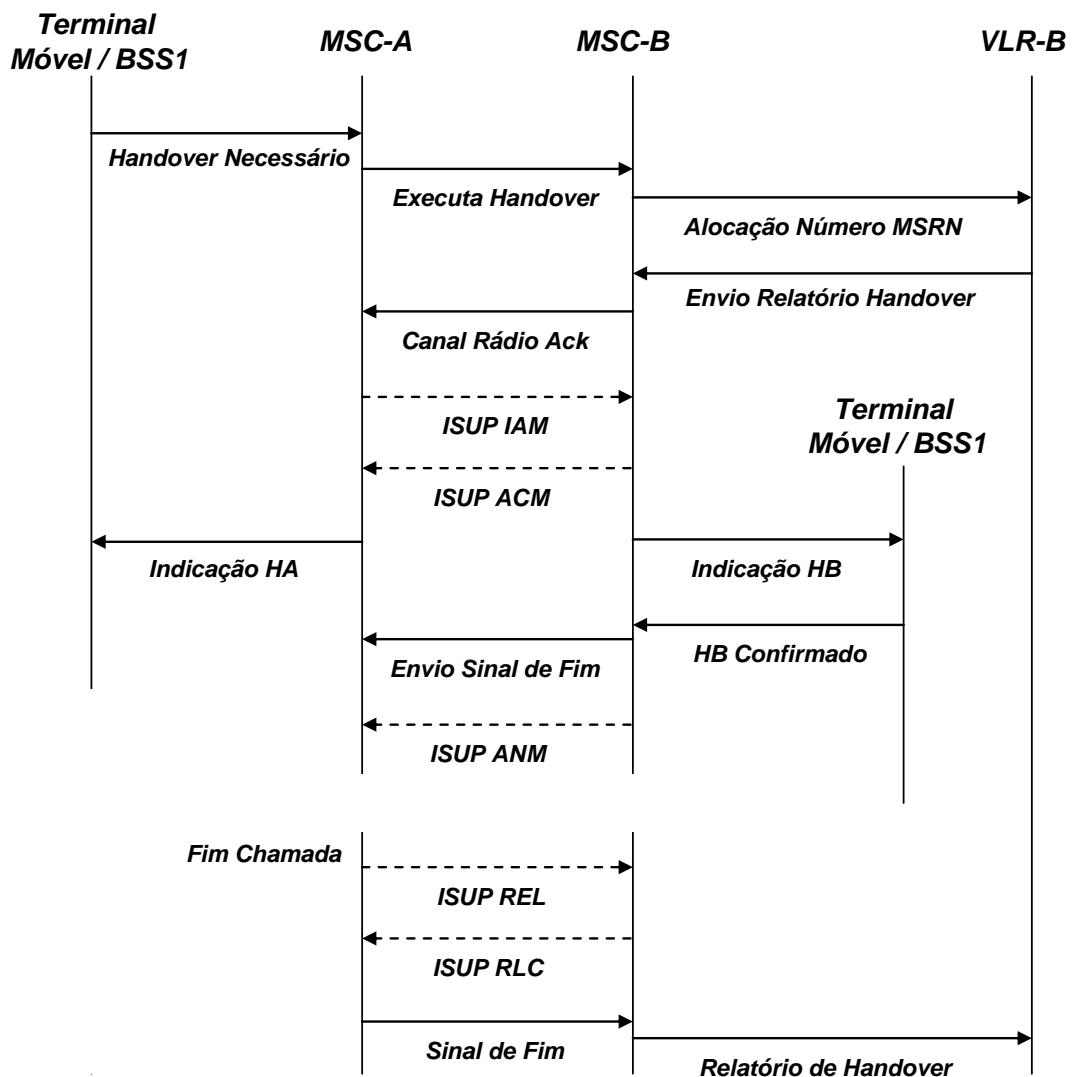 Terminal
Móvel / BSS1
MSC-A
MSC-B
VLR-B
Handover Necessário
Executa Handover
Alocação Número MSRN
Envio Relatório Handover
Canal Rádio Ack
ISUP IAM
Terminal
Móvel / BSS1
ISUP ACM
Indicação HA
Indicação HB
HB Confirmado
Envio Sinal de Fim
ISUP ANM
Fim Chamada
ISUP REL
ISUP RLC
Sinal de Fim
Relatório de Handover